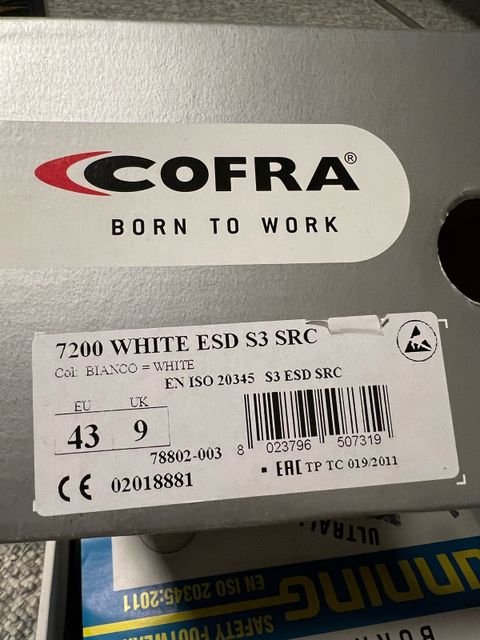 COFRA®
BORN TO WORK
7200 WHITE ESD S3 SRC
Col: BIANCO = WHITE
EN ISO 20345 S3 ESD SRC
EU UK
43 9
78802-003
8 023796 507319
EAC TP TC 019/2011
CE 02018881
EN ISO 20345:2011
SAFETY FOOTWEAR